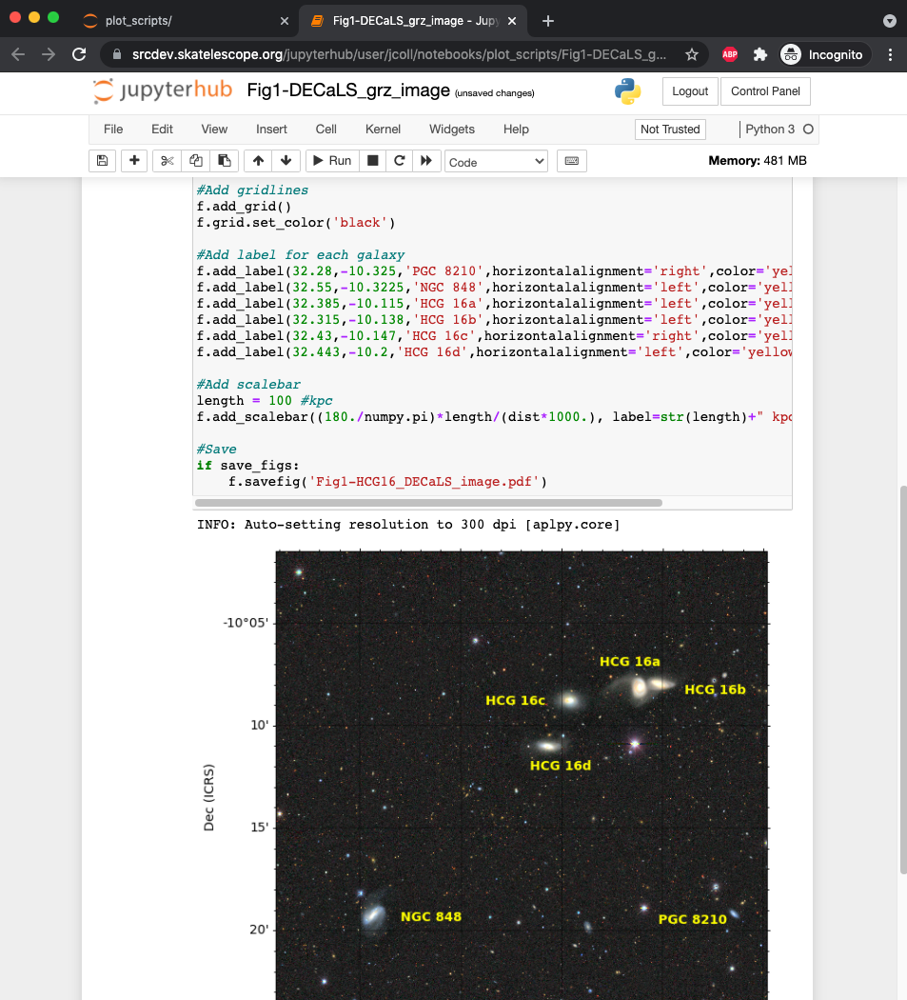 plot_scripts/
Fig1-DECaLS_grz_image - Jupy
srcdev.skatelescope.org/jupyterhub/user/jcoll/notebooks/plot_scripts/Fig1-DECaLS_g...
ABP
Incognito
jupyterhub Fig1-DECaLS_grz_image (unsaved changes)
Logout
Control Panel
File Edit View Insert Cell Kernel Widgets Help
Not Trusted
Python 3
Run
Code
Memory: 481 MB
#Add gridlines
f.add_grid()
f.grid.set_color('black')
#Add label for each galaxy
f.add_label(32.28,-10.325,'PGC 8210',horizontalalignment='right',color='yel
f.add_label(32.55,-10.3225,'NGC 848',horizontalalignment='left',color='yell
f.add_label(32.385,-10.115,'HCG 16a',horizontalalignment='left',color='yell
f.add_label(32.315,-10.138,'HCG 16b',horizontalalignment='left',color='yell
f.add_label(32.43,-10.147,'HCG 16c',horizontalalignment='right',color='yell
f.add_label(32.443,-10.2,'HCG 16d',horizontalalignment='left',color='yellow
#Add scalebar
length = 100 #kpc
f.add_scalebar((180./numpy.pi)*length/(dist*1000.), label=str(length)+" kpc
#Save
if save_figs:
    f.savefig('Fig1-HCG16_DECaLS_image.pdf')
INFO: Auto-setting resolution to 300 dpi [aplpy.core]
-10°05'
HCG 16a
HCG 16b
HCG 16c
10'
HCG 16d
Dec (ICRS)
15'
NGC 848
PGC 8210
20'